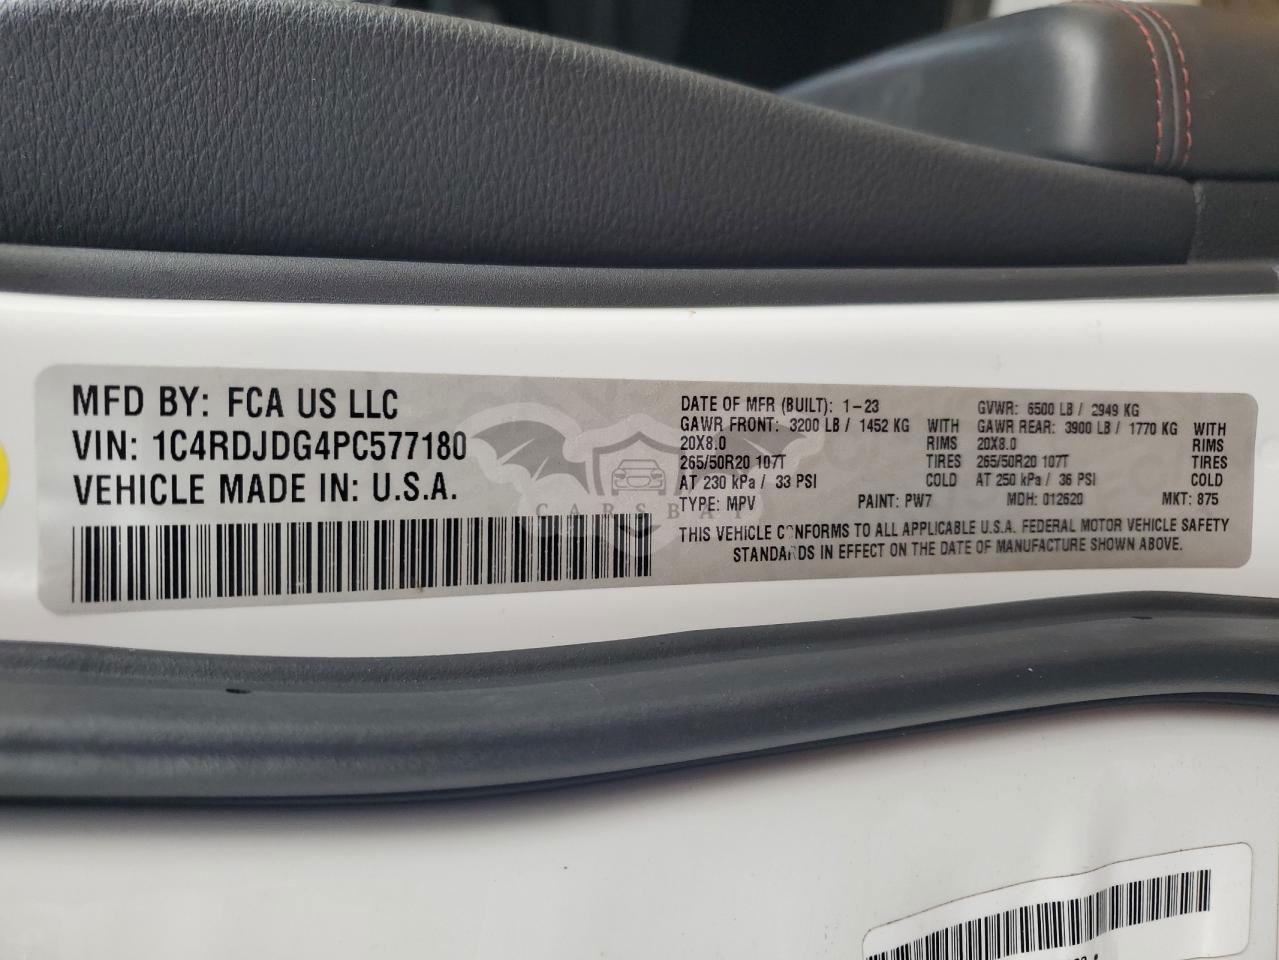 MFD BY: FCA US LLC
VIN: 1C4RDJDG4PC577180
VEHICLE MADE IN: U.S.A.
CARSBAT
DATE OF MFR (BUILT): 1-23 GVWR: 6500 LB / 2949 KG
GAWR FRONT: 3200 LB / 1452 KG WITH GAWR REAR: 3900 LB / 1770 KG WITH
20X8.0 RIMS 20X8.0 RIMS
265/50R20 107T TIRES 265/50R20 107T TIRES
AT 230 kPa / 33 PSI COLD AT 250 kPa / 36 PSI COLD
TYPE: MPV PAINT: PW7 MDH: 012620 MKT: 875
THIS VEHICLE CONFORMS TO ALL APPLICABLE U.S.A. FEDERAL MOTOR VEHICLE SAFETY
STANDARDS IN EFFECT ON THE DATE OF MANUFACTURE SHOWN ABOVE.